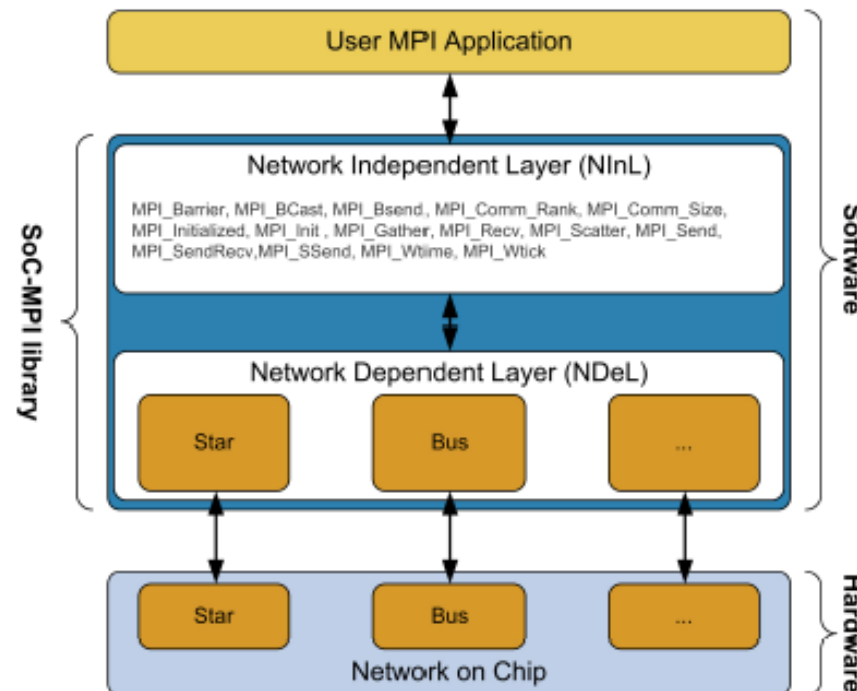 User MPI Application
Network Independent Layer (NInL)
MPI_Barrier, MPI_BCast, MPI_Bsend, MPI_Comm_Rank, MPI_Comm_Size,
MPI_Initialized, MPI_Init , MPI_Gather, MPI_Recv, MPI_Scatter, MPI_Send,
MPI_SendRecv,MPI_SSend, MPI_Wtime, MPI_Wtick
Network Dependent Layer (NDeL)
Star
Bus
...
Star
Bus
...
Network on Chip
SoC-MPI
library
Software
Hardware